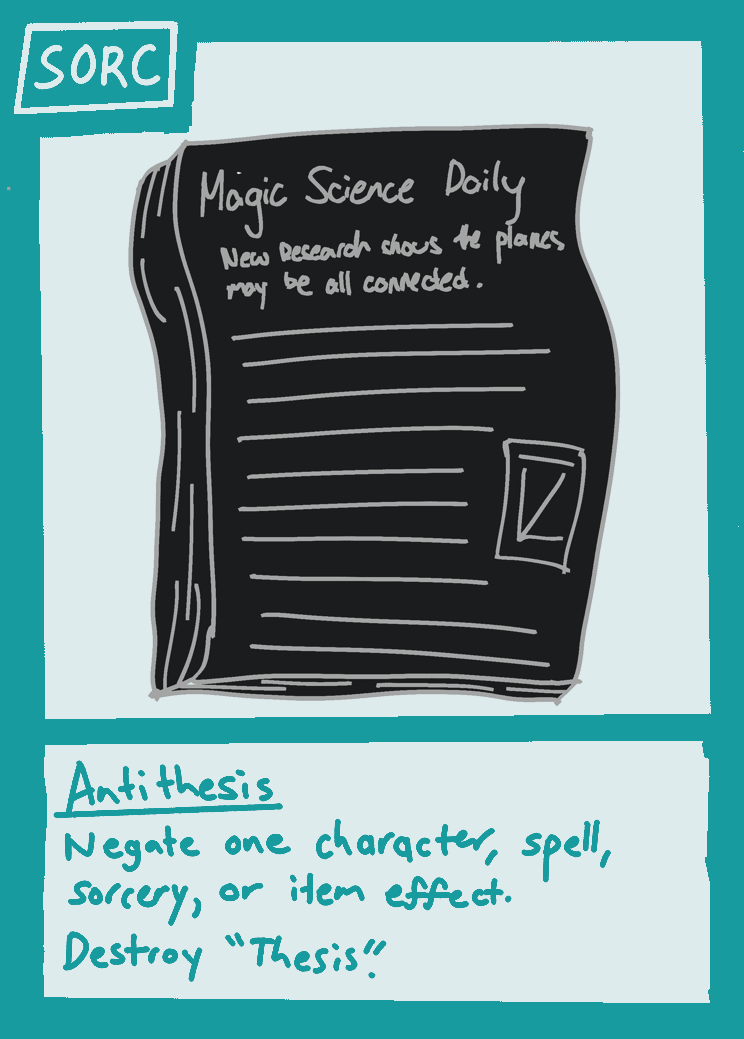 SORC
Magic Science Daily
New Research shows the planes
may be all connected.
Antithesis
Negate one character, spell,
sorcery, or item effect.
Destroy "Thesis".